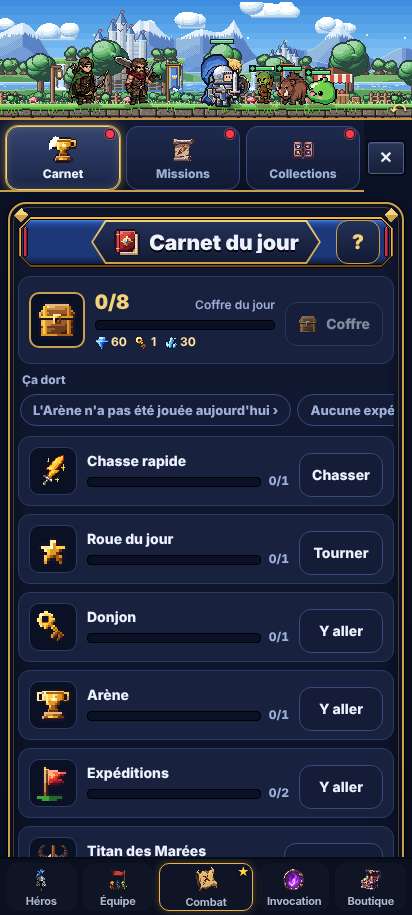 Carnet
Missions
Collections
×
Carnet du jour
?
0/8
Coffre du jour
60
1
30
Coffre
Ça dort
L'Arène n'a pas été jouée aujourd'hui ›
Aucune expé
Chasse rapide
0/1
Chasser
Roue du jour
0/1
Tourner
Donjon
0/1
Y aller
Arène
0/1
Y aller
Expéditions
0/2
Y aller
Titan des Marées
Héros
Équipe
Combat
Invocation
Boutique